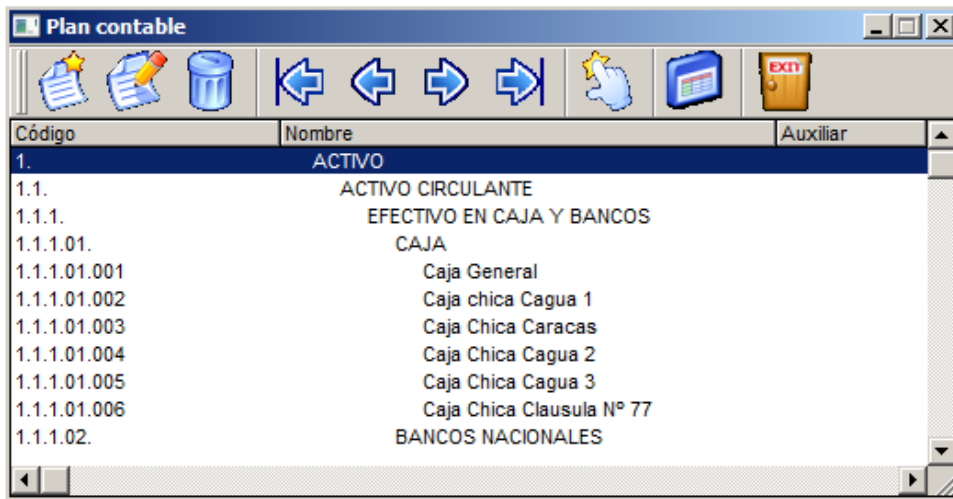 Plan contable
EXIT
Código Nombre Auxiliar
1. ACTIVO
1.1. ACTIVO CIRCULANTE
1.1.1. EFECTIVO EN CAJA Y BANCOS
1.1.1.01. CAJA
1.1.1.01.001 Caja General
1.1.1.01.002 Caja chica Cagua 1
1.1.1.01.003 Caja Chica Caracas
1.1.1.01.004 Caja Chica Cagua 2
1.1.1.01.005 Caja Chica Cagua 3
1.1.1.01.006 Caja Chica Clausula Nº 77
1.1.1.02. BANCOS NACIONALES